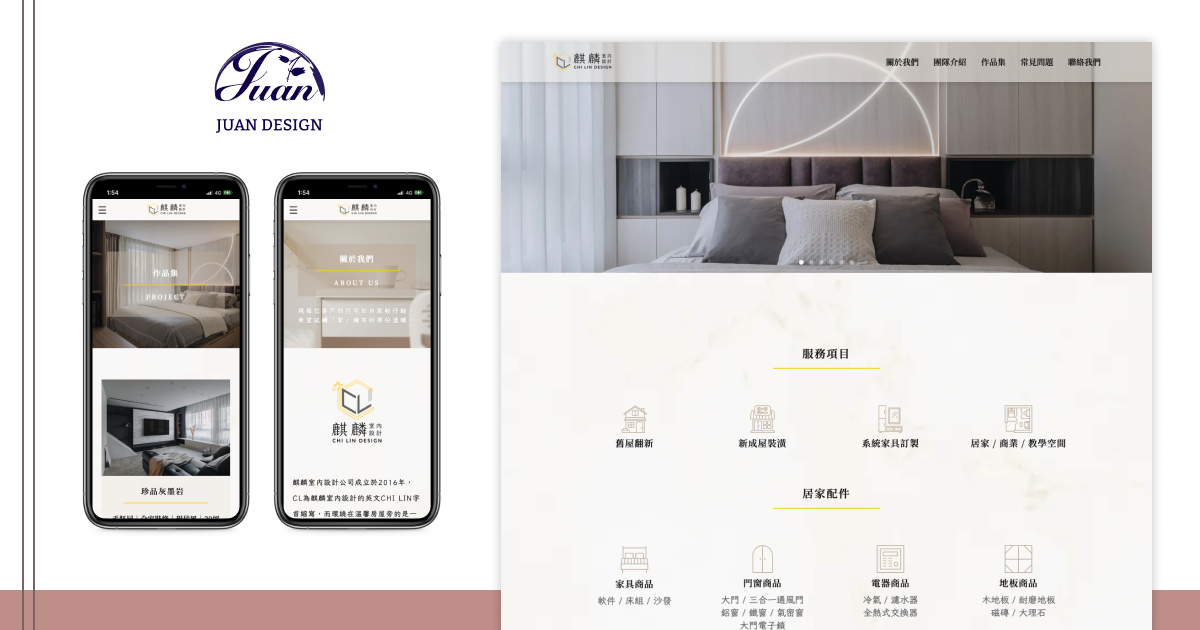 Juan
JUAN DESIGN
1:54
4G
麒麟 室內設計
CHI LIN DESIGN
作品集
PROJECT
珍品灰墨岩
1:54
4G
麒麟 室內設計
CHI LIN DESIGN
關於我們
ABOUT US
CL
麒麟 室內設計
CHI LIN DESIGN
麒麟室內設計公司成立於2016年，
CL為麒麟室內設計的英文CHI LIN字
首縮寫，而環繞在溫馨房屋旁的是一
麒麟 室內設計
CHI LIN DESIGN
關於我們 團隊介紹 作品集 常見問題 聯絡我們
服務項目
舊屋翻新 新成屋裝潢 系統家具訂製 居家 / 商業 / 教學空間
居家配件
家具商品 門窗商品 電器商品 地板商品
軟件 / 床組 / 沙發 大門 / 三合一通風門 冷氣 / 濾水器 木地板 / 耐磨地板
鋁窗 / 鐵窗 / 氣密窗 全熱式交換器 磁磚 / 大理石
大門電子鎖